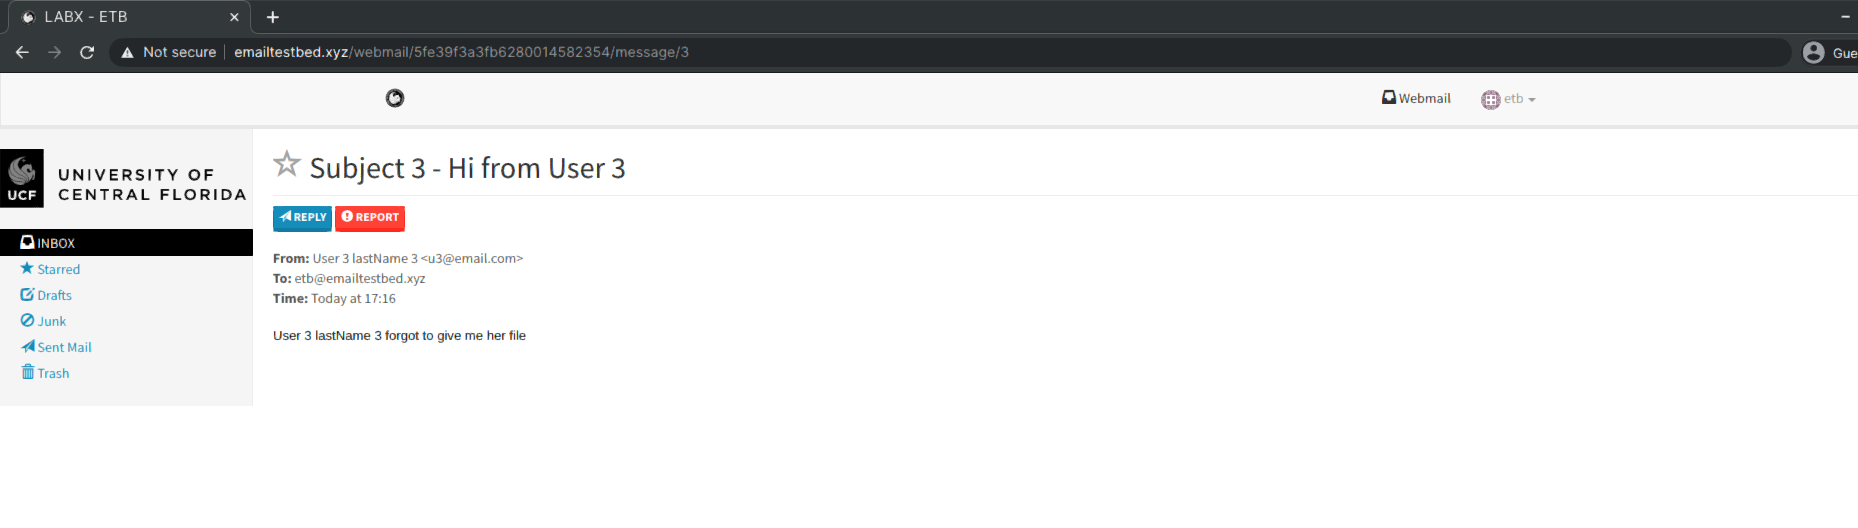 LABX - ETB
Not secure emailtestbed.xyz/webmail/5fe39f3a3fb6280014582354/message/3
Gue
Webmail
etb
UCF
UNIVERSITY OF
CENTRAL FLORIDA
INBOX
Starred
Drafts
Junk
Sent Mail
Trash
Subject 3 - Hi from User 3
REPLY
REPORT
From: User 3 lastName 3 <u3@email.com>
To: etb@emailtestbed.xyz
Time: Today at 17:16
User 3 lastName 3 forgot to give me her file